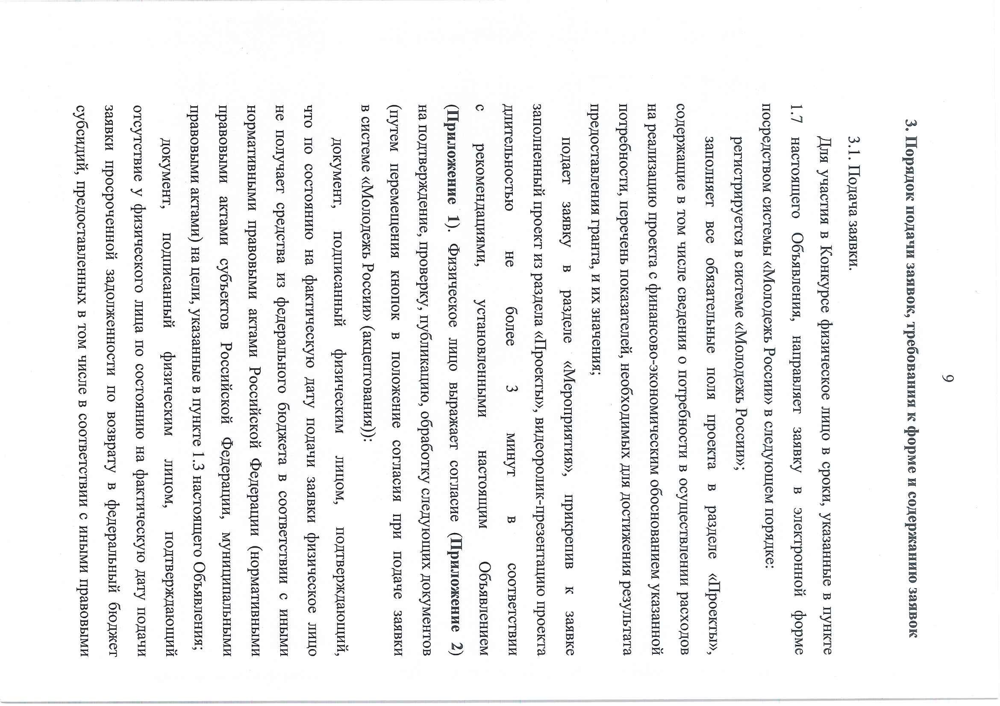 9
3. Порядок подачи заявок, требования к форме и содержанию заявок
3.1. Подача заявки.
Для участия в Конкурсе физическое лицо в сроки, указанные в пункте
1.7 настоящего Объявления, направляет заявку в электронной форме
посредством системы «Молодежь России» в следующем порядке:
регистрируется в системе «Молодежь России»;
заполняет все обязательные поля проекта в разделе «Проекты»,
содержащие в том числе сведения о потребности в осуществлении расходов
на реализацию проекта с финансово-экономическим обоснованием указанной
потребности, перечень показателей, необходимых для достижения результата
предоставления гранта, и их значения;
подает заявку в разделе «Мероприятия», прикрепив к заявке
заполненный проект из раздела «Проекты», видеоролик-презентацию проекта
длительностью не более 3 минут в соответствии
с рекомендациями, установленными настоящим Объявлением
(Приложение 1). Физическое лицо выражает согласие (Приложение 2)
на подтверждение, проверку, публикацию, обработку следующих документов
(путем перемещения кнопок в положение согласия при подаче заявки
в системе «Молодежь России» (акцептования)):
документ, подписанный физическим лицом, подтверждающий,
что по состоянию на фактическую дату подачи заявки физическое лицо
не получает средства из федерального бюджета в соответствии с иными
нормативными правовыми актами Российской Федерации (нормативными
правовыми актами субъектов Российской Федерации, муниципальными
правовыми актами) на цели, указанные в пункте 1.3 настоящего Объявления;
документ, подписанный физическим лицом, подтверждающий
отсутствие у физического лица по состоянию на фактическую дату подачи
заявки просроченной задолженности по возврату в федеральный бюджет
субсидий, предоставленных в том числе в соответствии с иными правовыми